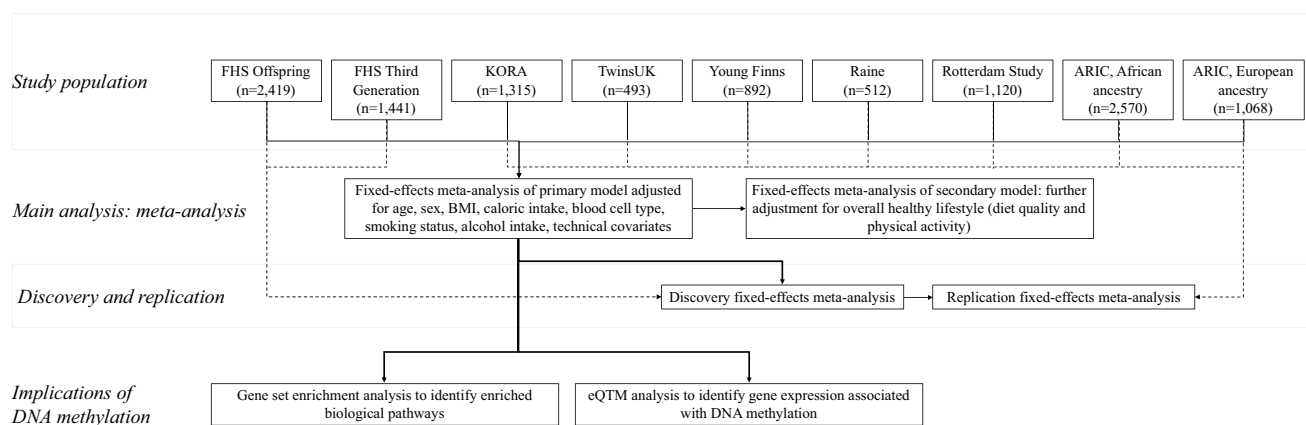 Study population
FHS Offspring
(n=2,419)
FHS Third
Generation
(n=1,441)
KORA
(n=1,315)
TwinsUK
(n=493)
Young Finns
(n=892)
Raine
(n=512)
Rotterdam Study
(n=1,120)
ARIC, African
ancestry
(n=2,570)
ARIC, European
ancestry
(n=1,068)
Main analysis: meta-analysis
Fixed-effects meta-analysis of primary model adjusted
for age, sex, BMI, caloric intake, blood cell type,
smoking status, alcohol intake, technical covariates
Fixed-effects meta-analysis of secondary model: further
adjustment for overall healthy lifestyle (diet quality and
physical activity)
Discovery and replication
Discovery fixed-effects meta-analysis
Replication fixed-effects meta-analysis
Implications of
DNA methylation
Gene set enrichment analysis to identify enriched
biological pathways
eQTM analysis to identify gene expression associated
with DNA methylation